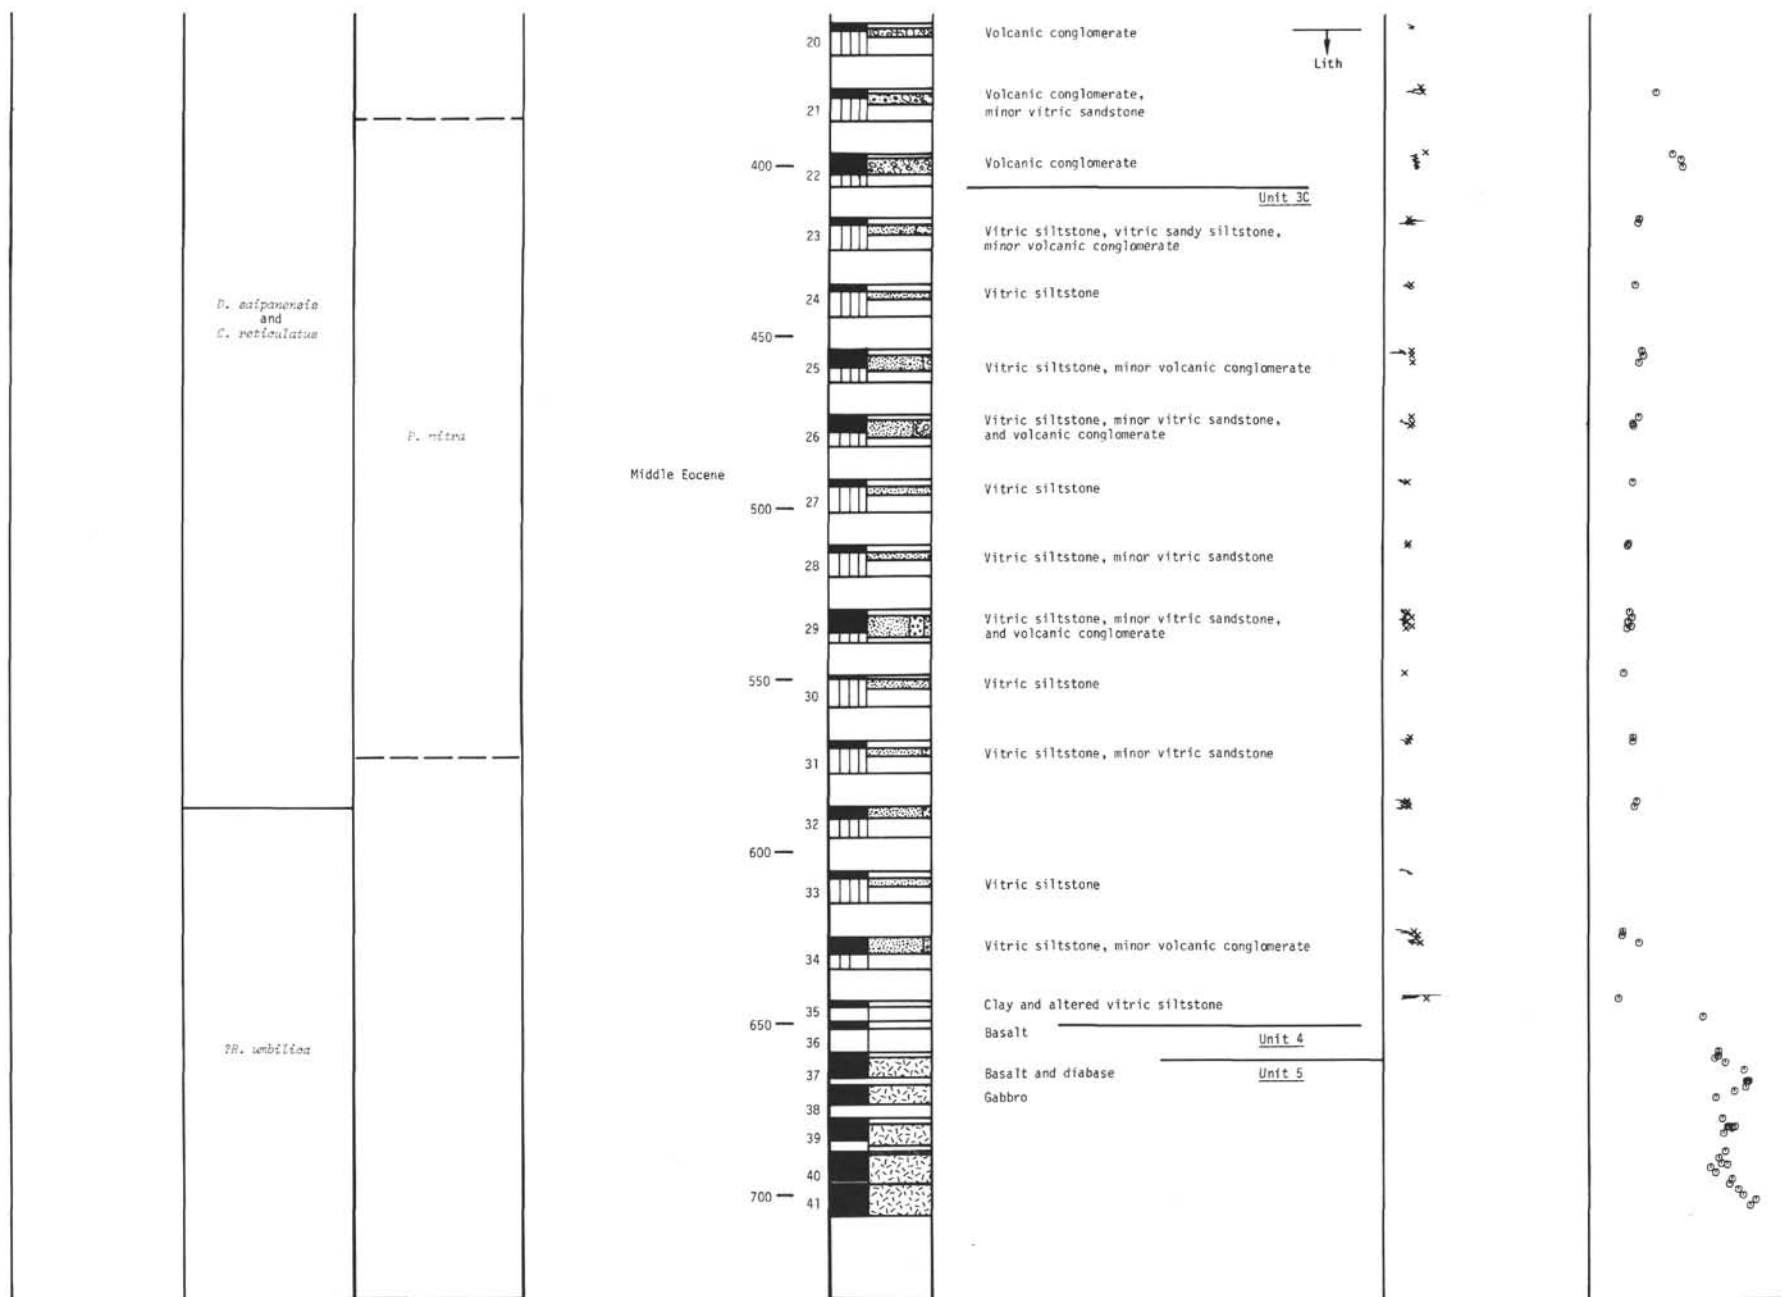 20
Volcanic conglomerate
Lith
21
Volcanic conglomerate,
minor vitric sandstone
400
22
Volcanic conglomerate
Unit 3C
23
Vitric siltstone, vitric sandy siltstone,
minor volcanic conglomerate
D. saipanensis
and
C. reticulatus
24
Vitric siltstone
450
25
Vitric siltstone, minor volcanic conglomerate
26
Vitric siltstone, minor vitric sandstone,
and volcanic conglomerate
P. mitra
Middle Eocene
27
Vitric siltstone
500
28
Vitric siltstone, minor vitric sandstone
29
Vitric siltstone, minor vitric sandstone,
and volcanic conglomerate
550
30
Vitric siltstone
31
Vitric siltstone, minor vitric sandstone
32
600
33
Vitric siltstone
34
Vitric siltstone, minor volcanic conglomerate
35
Clay and altered vitric siltstone
650
Basalt
Unit 4
36
?R. umbilica
37
Basalt and diabase
Unit 5
Gabbro
38
39
40
700
41